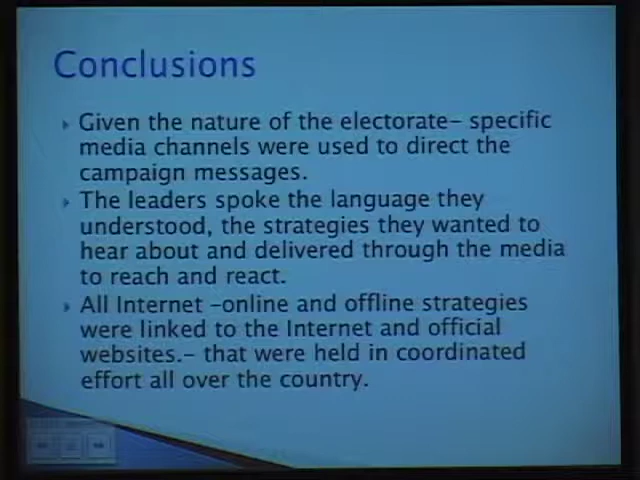 Conclusions
Given the nature of the electorate– specific
media channels were used to direct the
campaign messages.
The leaders spoke the language they
understood, the strategies they wanted to
hear about and delivered through the media
to reach and react.
All Internet –online and offline strategies
were linked to the Internet and official
websites.– that were held in coordinated
effort all over the country.